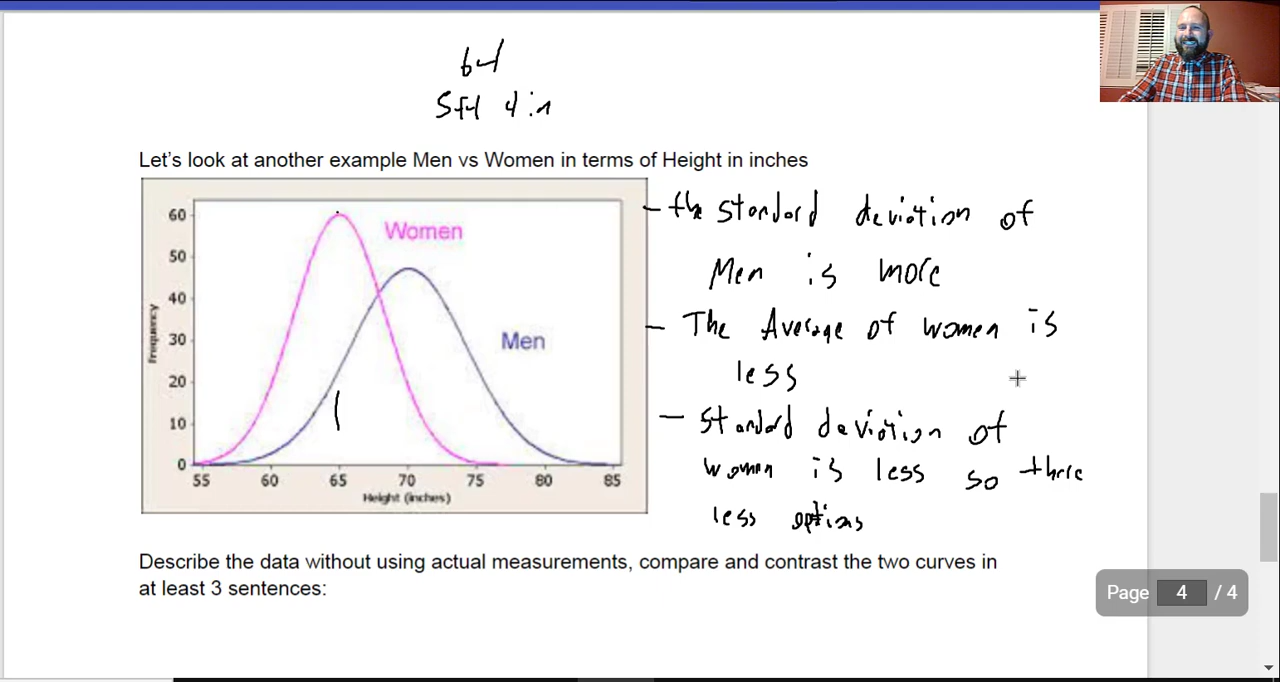 64
5ft 4 in
Let's look at another example Men vs Women in terms of Height in inches
60
50
40
30
20
10
0
Frequency
Women
Men
55 60 65 70 75 80 85
Height (inches)
- the standard deviation of
Men is more
- The Average of women is
less
- standard deviation of
women is less so there
less options
Describe the data without using actual measurements, compare and contrast the two curves in
at least 3 sentences:
Page 4 / 4